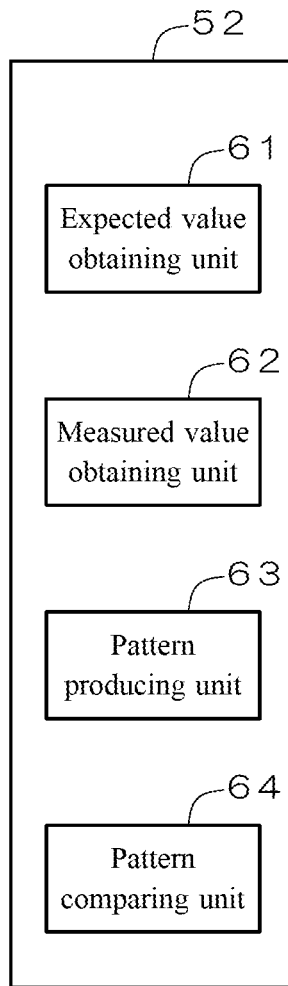 52
61
Expected value
obtaining unit
62
Measured value
obtaining unit
63
Pattern
producing unit
64
Pattern
comparing unit